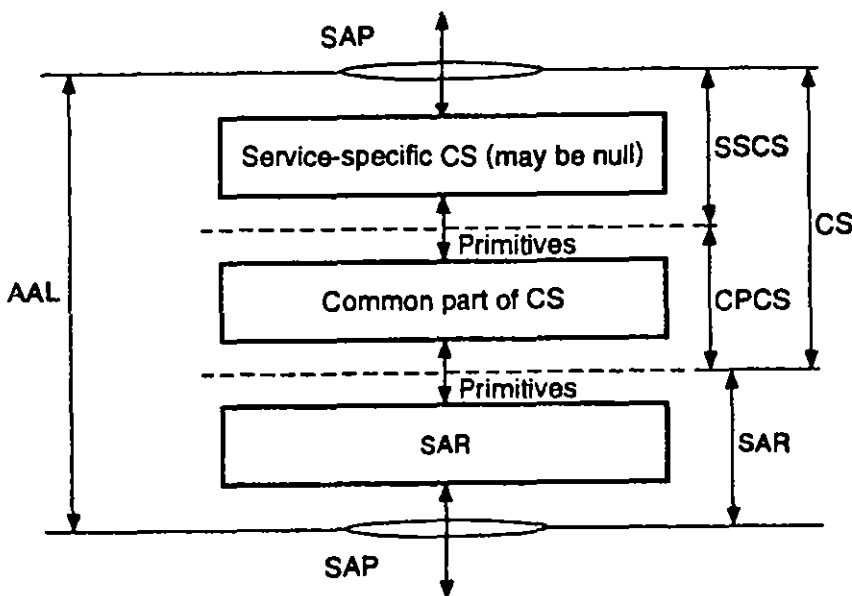 SAP
Service-specific CS (may be null)
SSCS
CS
Primitives
AAL
Common part of CS
CPCS
Primitives
SAR
SAR
SAP